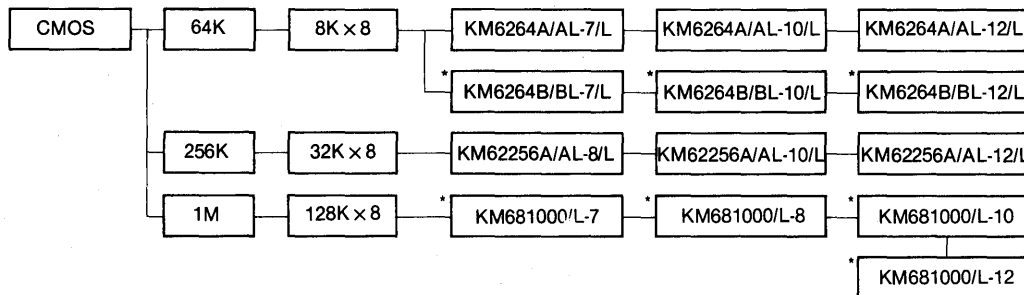 CMOS 64K 8K × 8 KM6264A/AL-7/L KM6264A/AL-10/L KM6264A/AL-12/L
* KM6264B/BL-7/L * KM6264B/BL-10/L * KM6264B/BL-12/L
256K 32K × 8 KM62256A/AL-8/L KM62256A/AL-10/L KM62256A/AL-12/L
1M 128K × 8 * KM681000/L-7 * KM681000/L-8 * KM681000/L-10
* KM681000/L-12